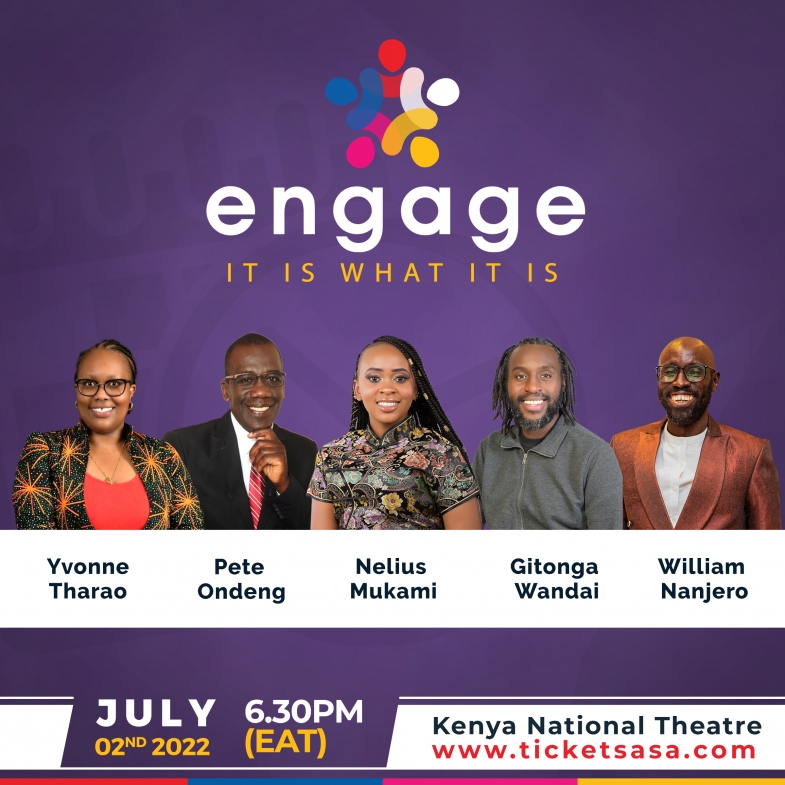 engage
IT IS WHAT IT IS
Yvonne Tharao
Pete Ondeng
Nelius Mukami
Gitonga Wandai
William Nanjero
JULY
02ND 2022
6.30PM
(EAT)
Kenya National Theatre
www.ticketsasa.com